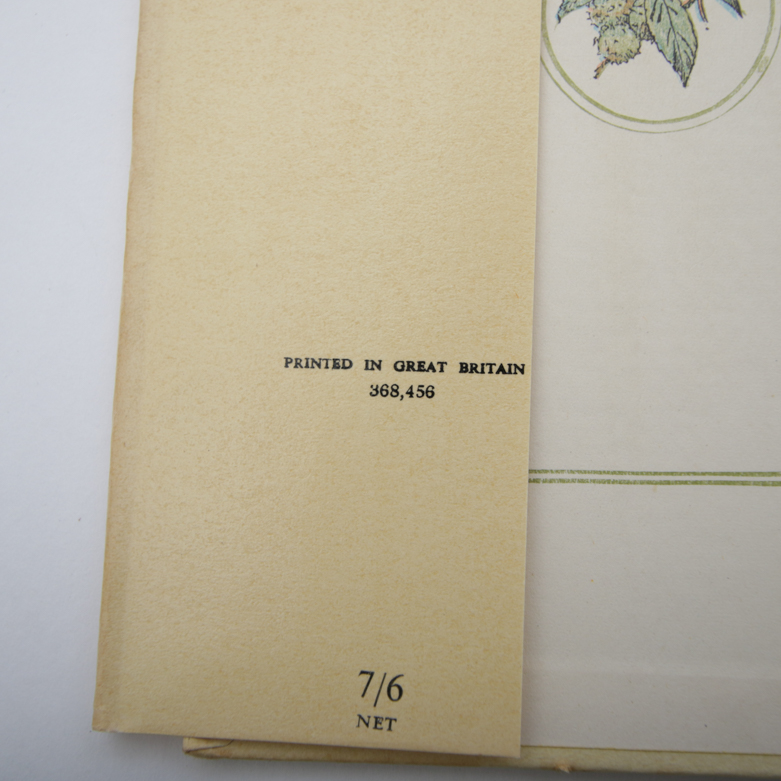 PRINTED IN GREAT BRITAIN
368,456
7/6
NET